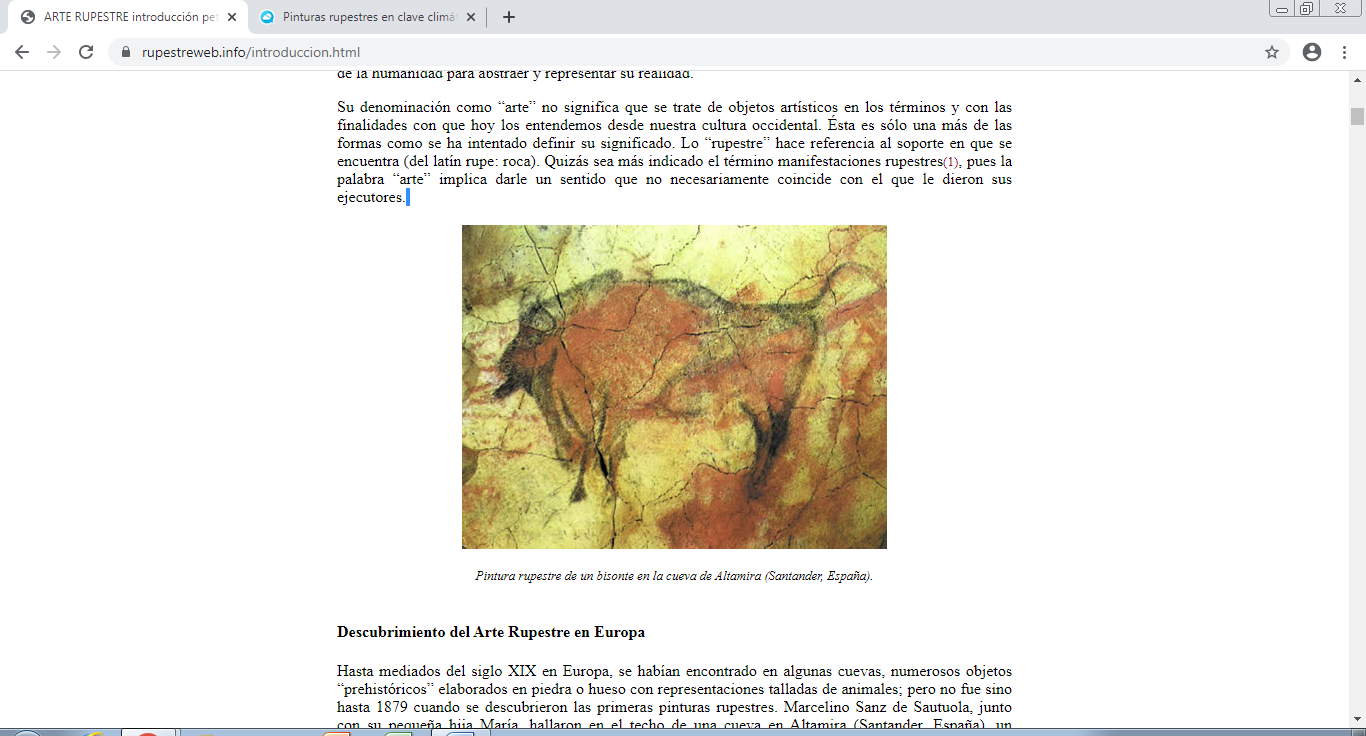 ARTE RUPESTRE introducción pet
Pinturas rupestres en clave climát
rupestreweb.info/introduccion.html
de la humanidad para abstraer y representar su realidad.
Su denominación como “arte” no significa que se trate de objetos artísticos en los términos y con las
finalidades con que hoy los entendemos desde nuestra cultura occidental. Ésta es sólo una más de las
formas como se ha intentado definir su significado. Lo “rupestre” hace referencia al soporte en que se
encuentra (del latín rupe: roca). Quizás sea más indicado el término manifestaciones rupestres(1), pues la
palabra “arte” implica darle un sentido que no necesariamente coincide con el que le dieron sus
ejecutores.
Pintura rupestre de un bisonte en la cueva de Altamira (Santander, España).
Descubrimiento del Arte Rupestre en Europa
Hasta mediados del siglo XIX en Europa, se habían encontrado en algunas cuevas, numerosos objetos
“prehistóricos” elaborados en piedra o hueso con representaciones talladas de animales; pero no fue sino
hasta 1879 cuando se descubrieron las primeras pinturas rupestres. Marcelino Sanz de Sautuola, junto
con su pequeña hija María, hallaron en el techo de una cueva en Altamira (Santander, España), un